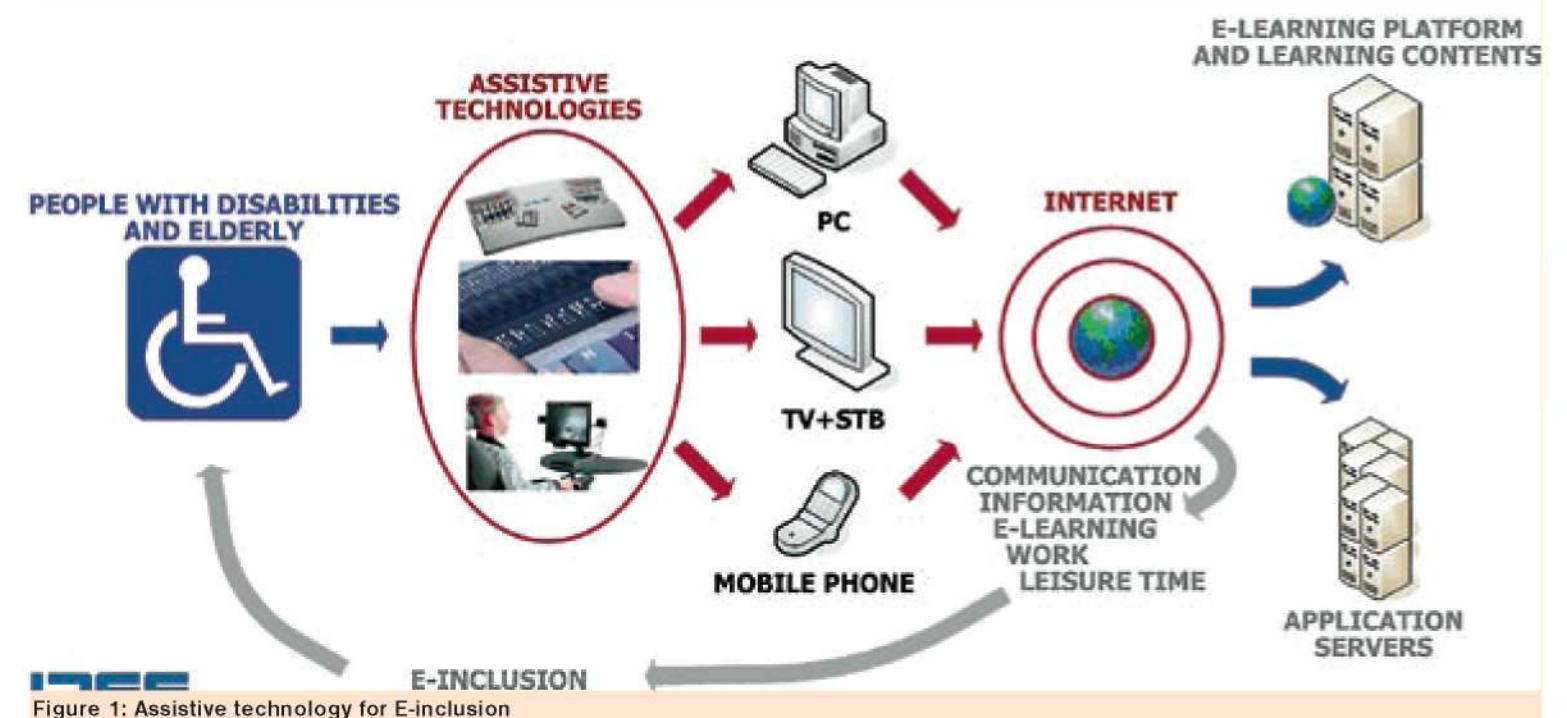 E-LEARNING PLATFORM
AND LEARNING CONTENTS
ASSISTIVE
TECHNOLOGIES
PEOPLE WITH DISABILITIES
AND ELDERLY
PC
INTERNET
TV+STB
MOBILE PHONE
COMMUNICATION
INFORMATION
E-LEARNING
WORK
LEISURE TIME
APPLICATION
SERVERS
E-INCLUSION
Figure 1: Assistive technology for E-inclusion